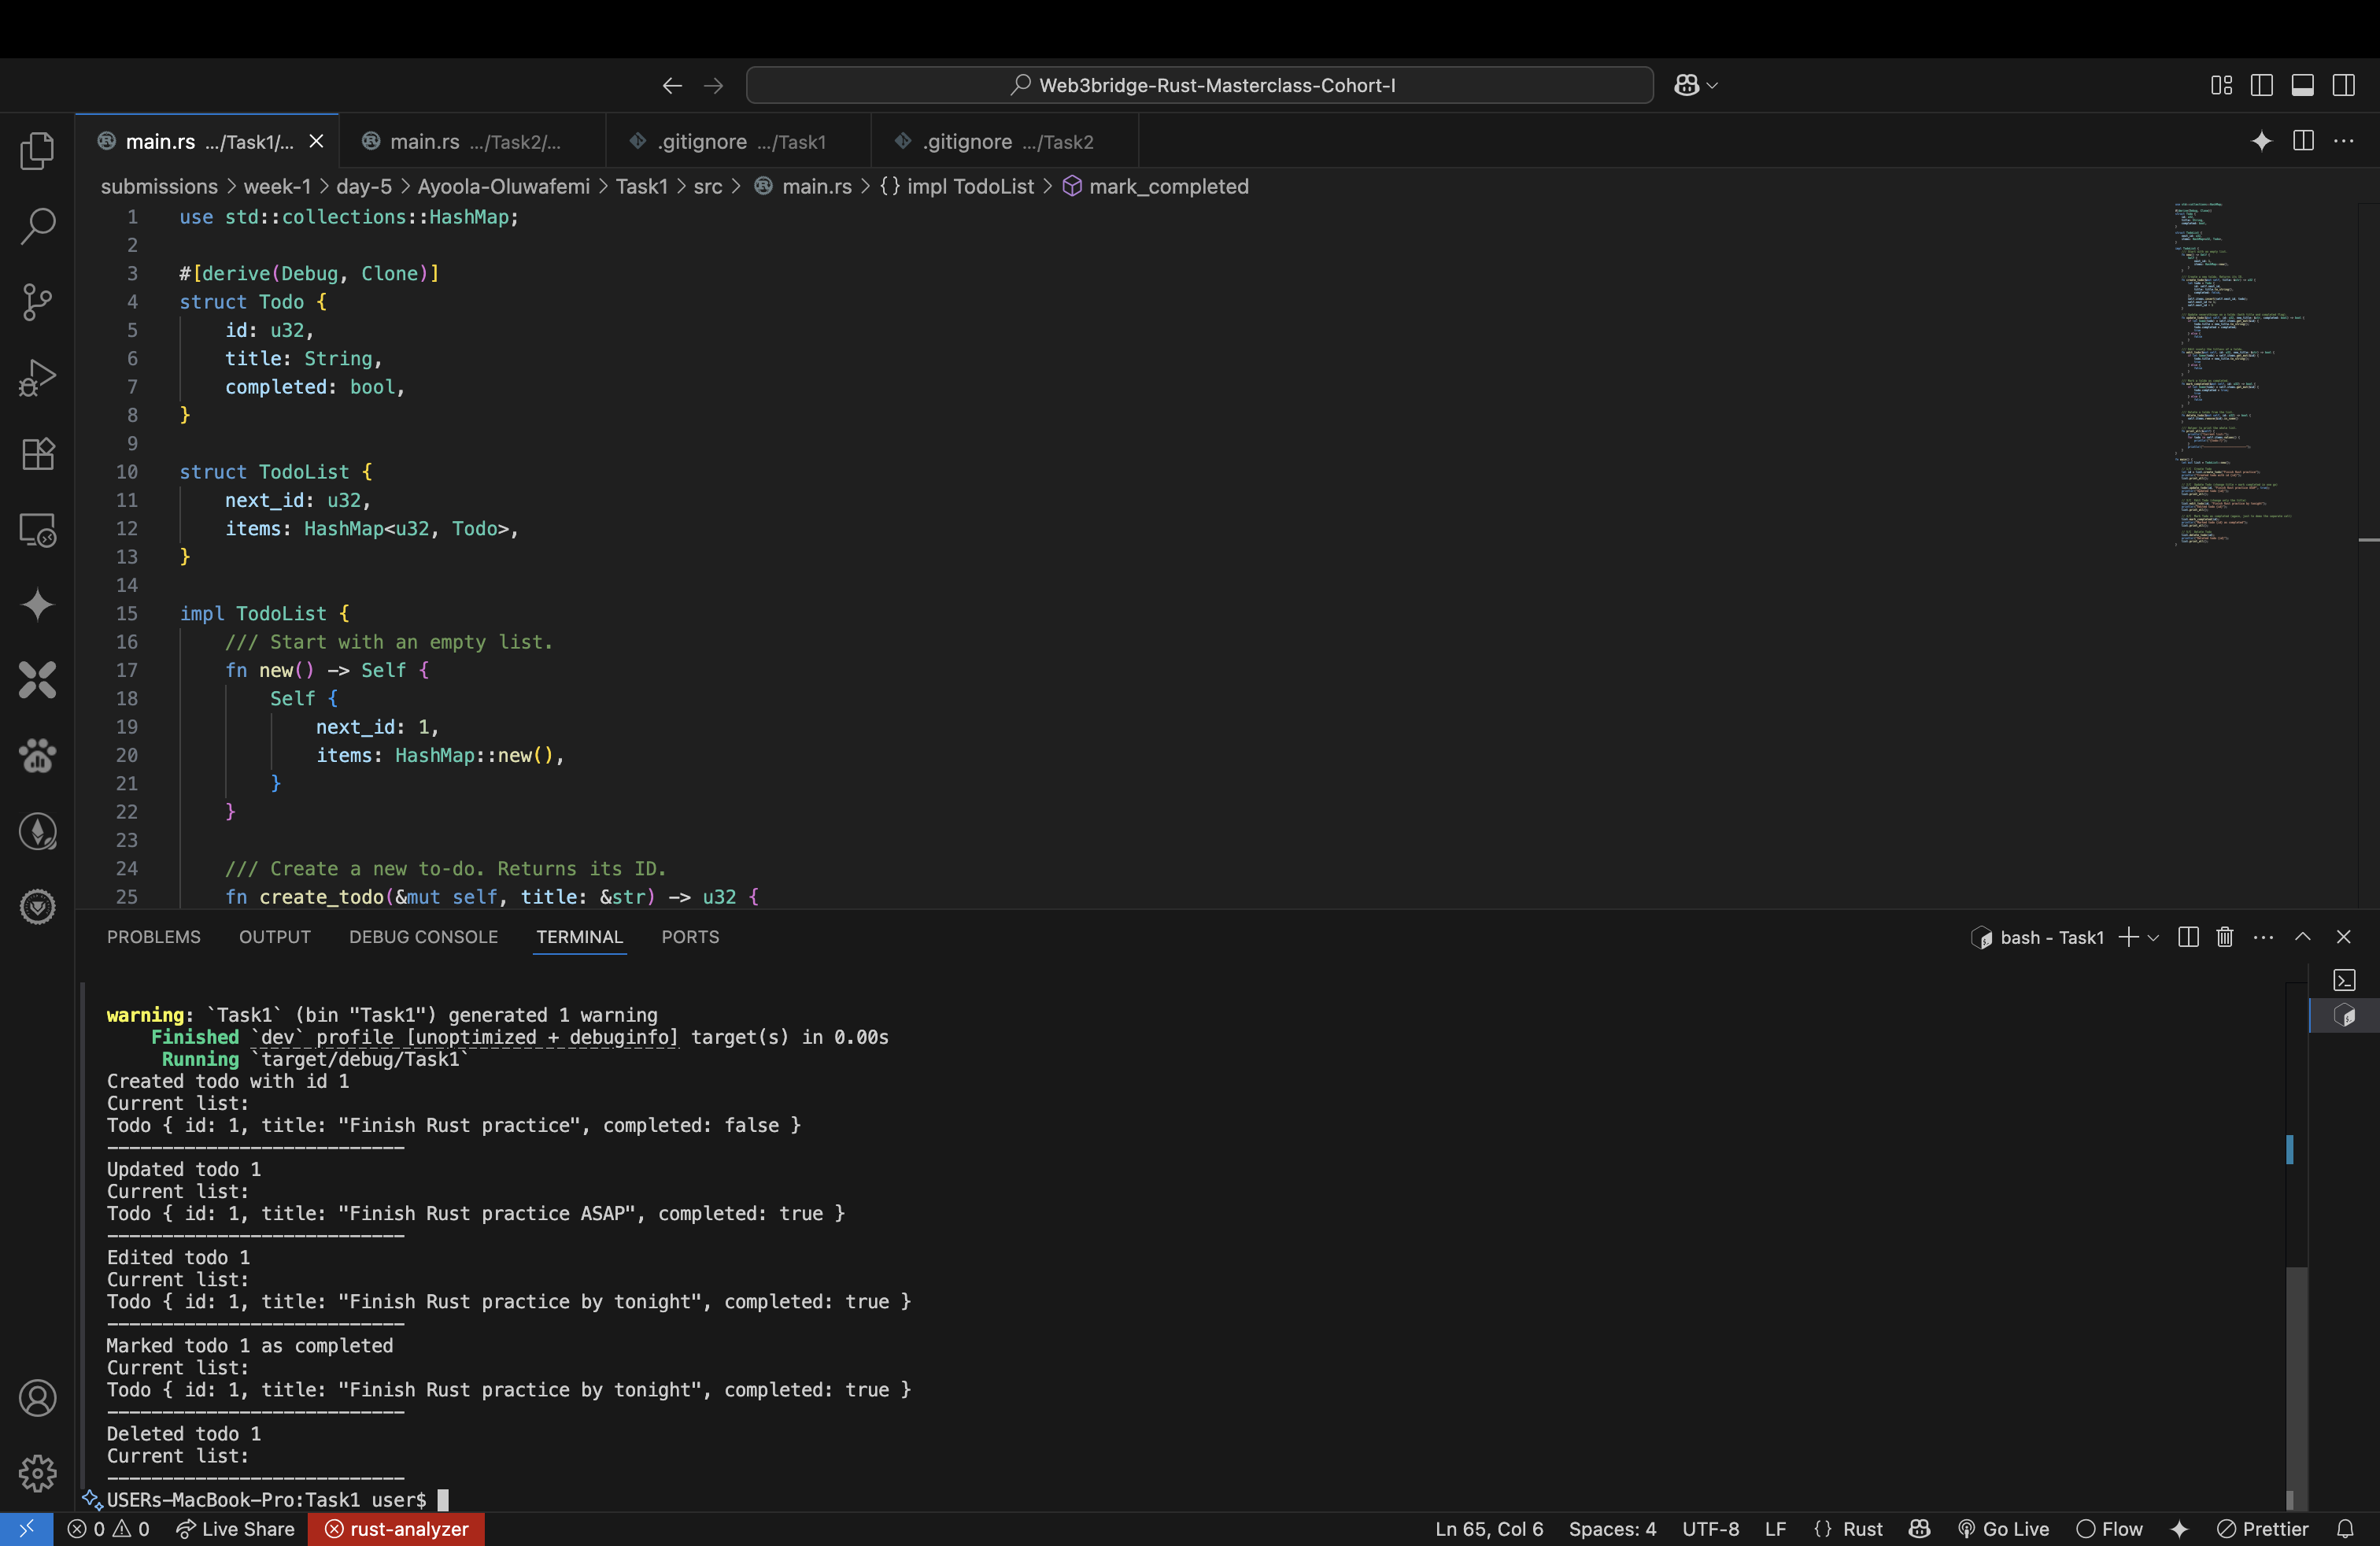 Web3bridge-Rust-Masterclass-Cohort-I
main.rs .../Task1/... main.rs .../Task2/... .gitignore .../Task1 .gitignore .../Task2
submissions > week-1 > day-5 > Ayoola-Oluwafemi > Task1 > src > main.rs > {} impl TodoList > mark_completed
1 use std::collections::HashMap;
2
3 #[derive(Debug, Clone)]
4 struct Todo {
5 id: u32,
6 title: String,
7 completed: bool,
8 }
9
10 struct TodoList {
11 next_id: u32,
12 items: HashMap<u32, Todo>,
13 }
14
15 impl TodoList {
16 /// Start with an empty list.
17 fn new() -> Self {
18 Self {
19 next_id: 1,
20 items: HashMap::new(),
21 }
22 }
23
24 /// Create a new to-do. Returns its ID.
25 fn create_todo(&mut self, title: &str) -> u32 {
PROBLEMS OUTPUT DEBUG CONSOLE TERMINAL PORTS bash - Task1
warning: `Task1` (bin "Task1") generated 1 warning
Finished `dev` profile [unoptimized + debuginfo] target(s) in 0.00s
Running `target/debug/Task1`
Created todo with id 1
Current list:
Todo { id: 1, title: "Finish Rust practice", completed: false }
---------------------------
Updated todo 1
Current list:
Todo { id: 1, title: "Finish Rust practice ASAP", completed: true }
---------------------------
Edited todo 1
Current list:
Todo { id: 1, title: "Finish Rust practice by tonight", completed: true }
---------------------------
Marked todo 1 as completed
Current list:
Todo { id: 1, title: "Finish Rust practice by tonight", completed: true }
---------------------------
Deleted todo 1
Current list:
---------------------------
USERs-MacBook-Pro:Task1 user$
0 0 Live Share rust-analyzer Ln 65, Col 6 Spaces: 4 UTF-8 LF {} Rust Go Live Flow Prettier